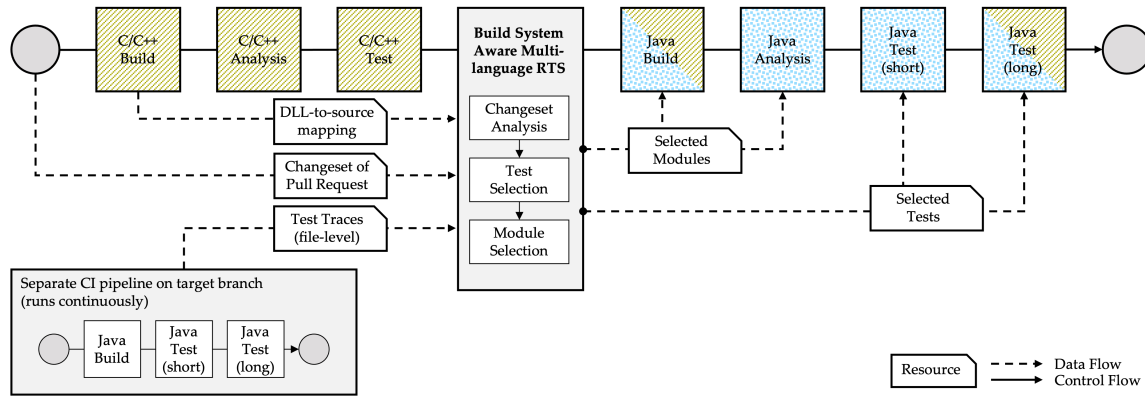 C/C++
Build
C/C++
Analysis
C/C++
Test
Build System
Aware Multi-
language RTS
Changeset
Analysis
Test
Selection
Module
Selection
Java
Build
Java
Analysis
Java
Test
(short)
Java
Test
(long)
DLL-to-source
mapping
Changeset of
Pull Request
Test Traces
(file-level)
Selected
Modules
Selected
Tests
Separate CI pipeline on target branch
(runs continuously)
Java
Build
Java
Test
(short)
Java
Test
(long)
Resource
Data Flow
Control Flow